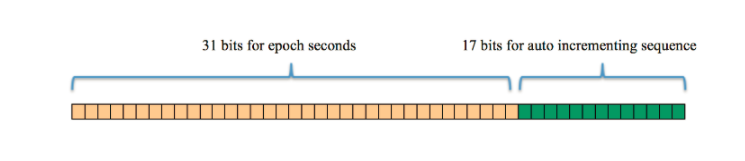 31 bits for epoch seconds
17 bits for auto incrementing sequence